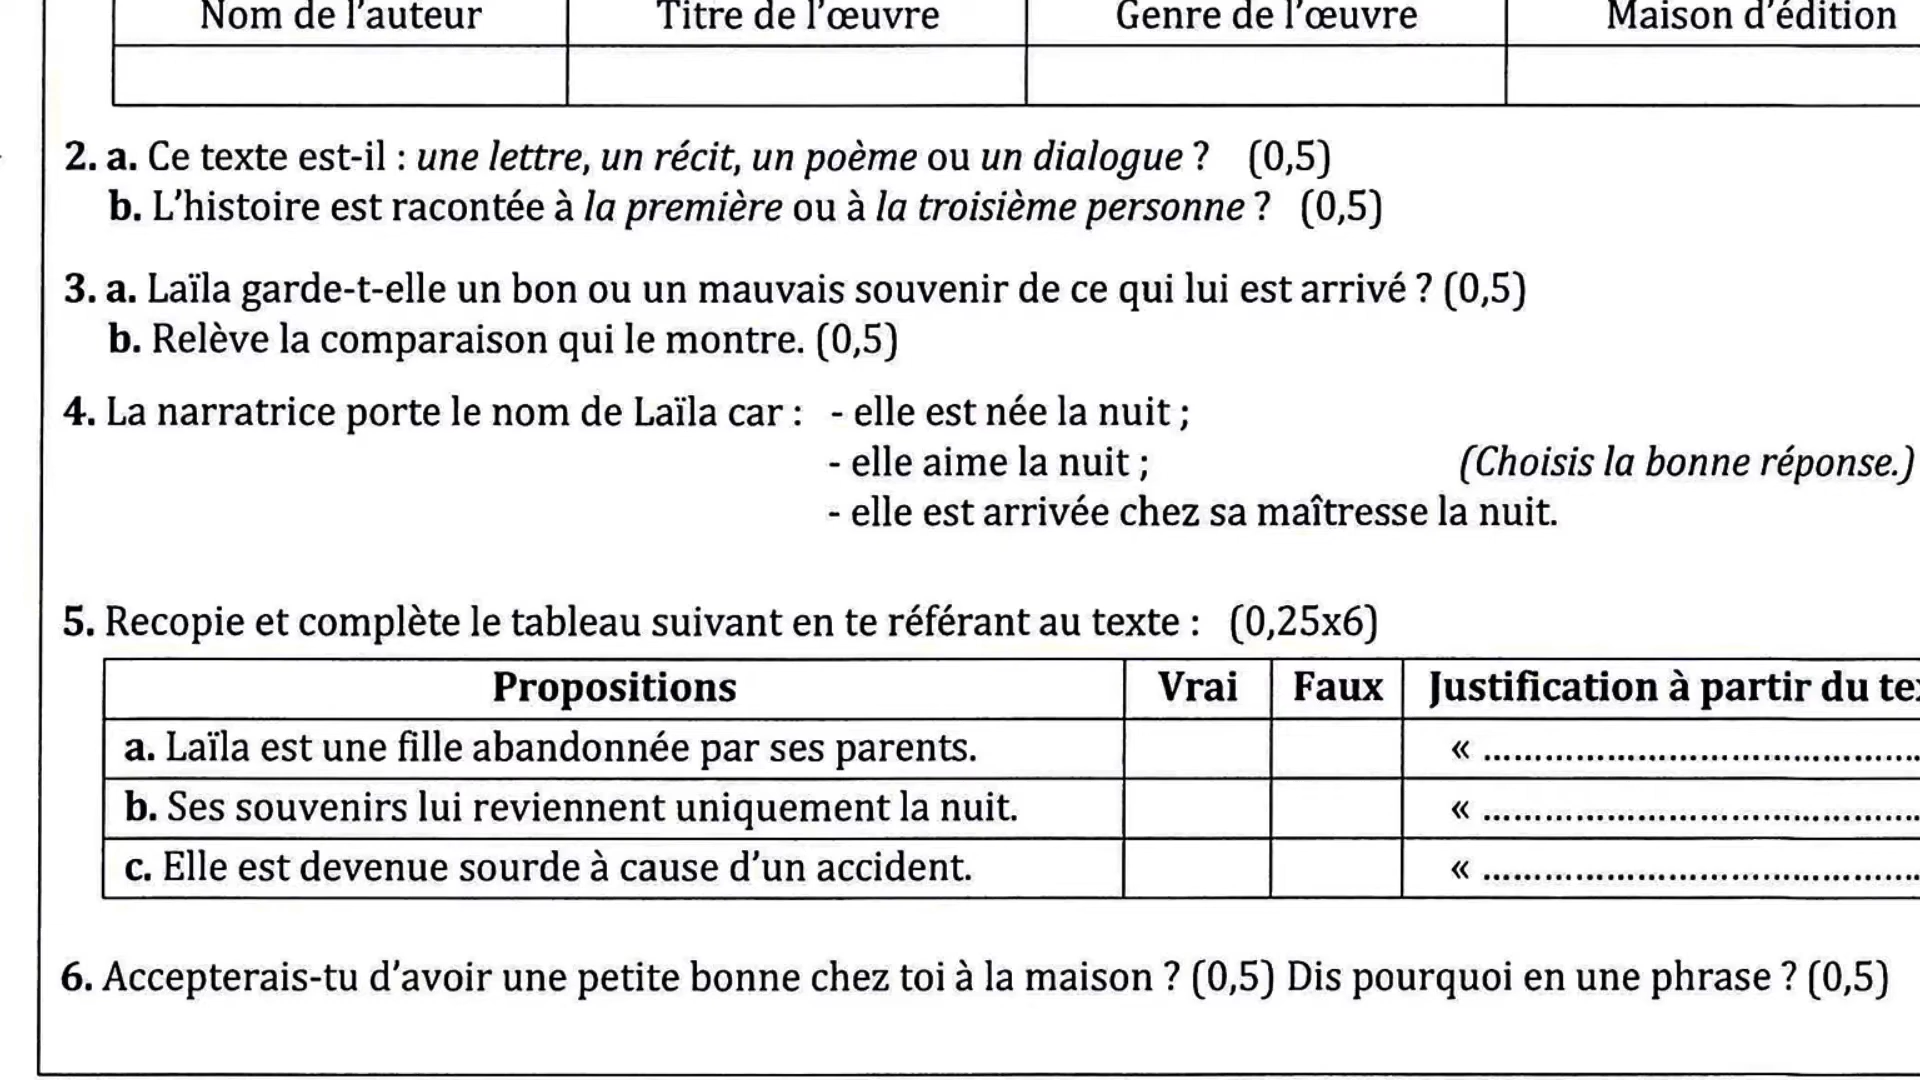 Nom de l'auteur Titre de l'œuvre Genre de l'œuvre Maison d'édition
2. a. Ce texte est-il : une lettre, un récit, un poème ou un dialogue ? (0,5)
b. L'histoire est racontée à la première ou à la troisième personne ? (0,5)
3. a. Laïla garde-t-elle un bon ou un mauvais souvenir de ce qui lui est arrivé ? (0,5)
b. Relève la comparaison qui le montre. (0,5)
4. La narratrice porte le nom de Laïla car : - elle est née la nuit ;
- elle aime la nuit ; (Choisis la bonne réponse.)
- elle est arrivée chez sa maîtresse la nuit.
5. Recopie et complète le tableau suivant en te référant au texte : (0,25x6)
Propositions Vrai Faux Justification à partir du
a. Laïla est une fille abandonnée par ses parents. « ..........................................
b. Ses souvenirs lui reviennent uniquement la nuit. « ..........................................
c. Elle est devenue sourde à cause d'un accident. « ..........................................
6. Accepterais-tu d'avoir une petite bonne chez toi à la maison ? (0,5) Dis pourquoi en une phrase ? (0,5)